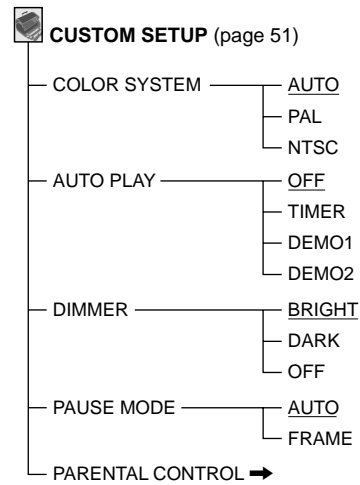 CUSTOM SETUP (page 51)
COLOR SYSTEM AUTO
PAL
NTSC
AUTO PLAY OFF
TIMER
DEMO1
DEMO2
DIMMER BRIGHT
DARK
OFF
PAUSE MODE AUTO
FRAME
PARENTAL CONTROL ➞